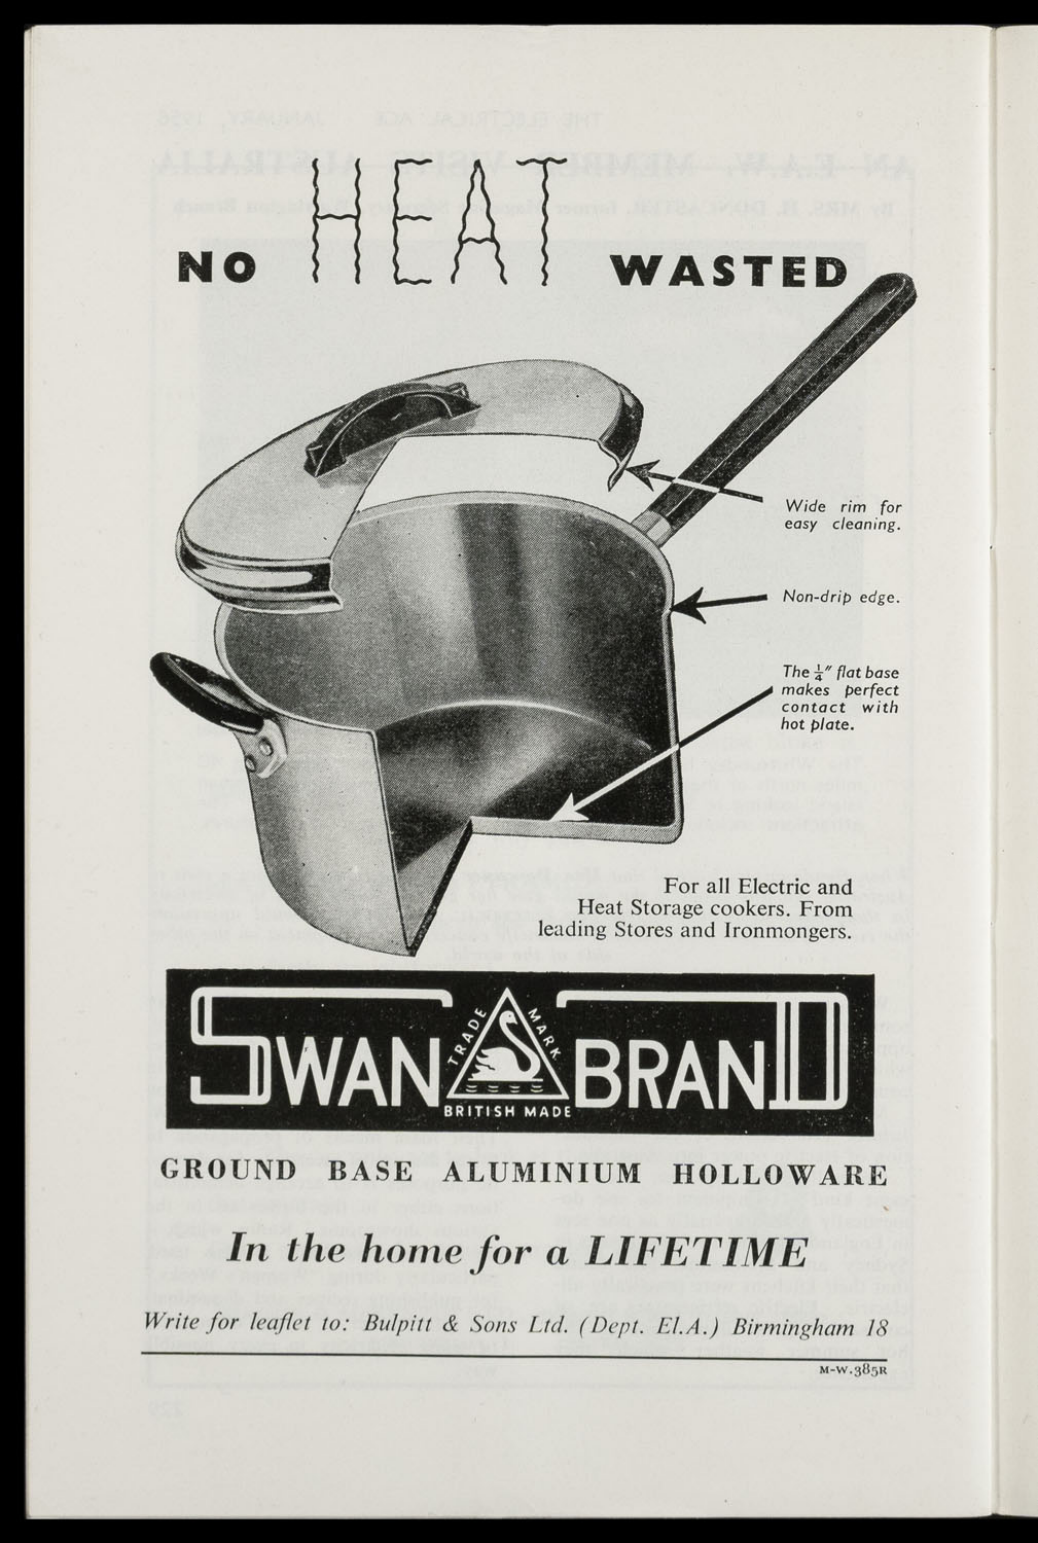 NO HEAT WASTED
Wide rim for
easy cleaning.
Non-drip edge.
The ¼" flat base
makes perfect
contact with
hot plate.
For all Electric and
Heat Storage cookers. From
leading Stores and Ironmongers.
SWAN BRAND
TRADE MARK
BRITISH MADE
GROUND BASE ALUMINIUM HOLLOWARE
In the home for a LIFETIME
Write for leaflet to: Bulpitt & Sons Ltd. (Dept. El.A.) Birmingham 18
M-W.385R